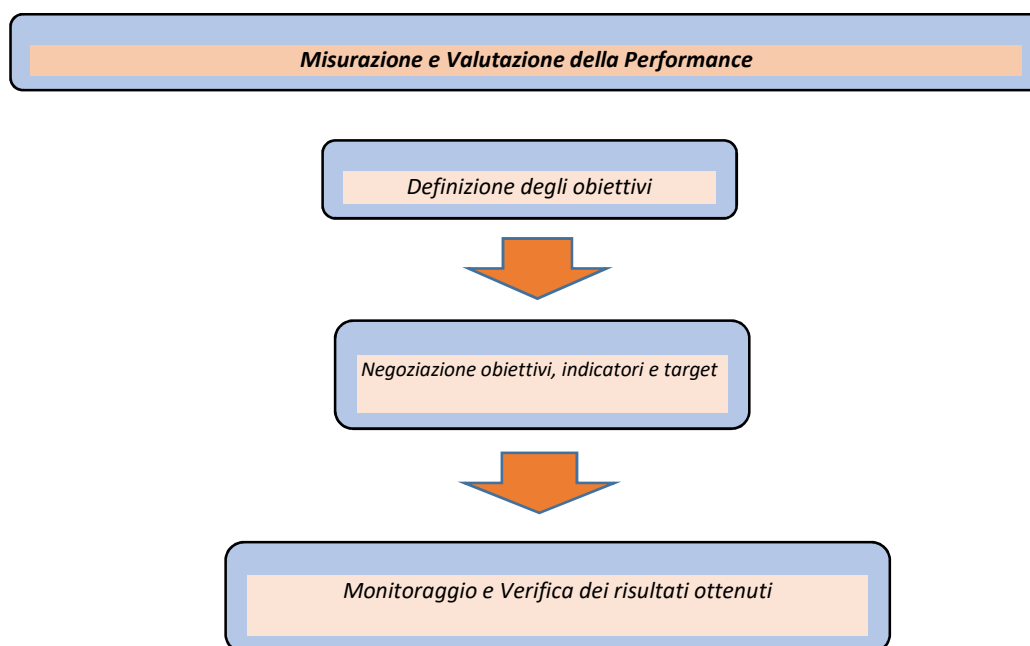 Misurazione e Valutazione della Performance
Definizione degli obiettivi
Negoziazione obiettivi, indicatori e target
Monitoraggio e Verifica dei risultati ottenuti